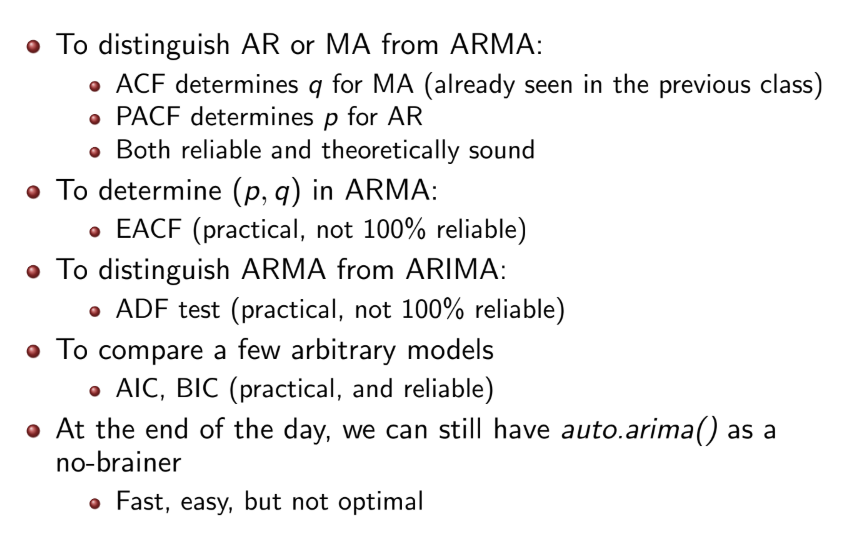 To distinguish AR or MA from ARMA:
ACF determines q for MA (already seen in the previous class)
PACF determines p for AR
Both reliable and theoretically sound
To determine (p, q) in ARMA:
EACF (practical, not 100% reliable)
To distinguish ARMA from ARIMA:
ADF test (practical, not 100% reliable)
To compare a few arbitrary models
AIC, BIC (practical, and reliable)
At the end of the day, we can still have auto.arima() as a
no-brainer
Fast, easy, but not optimal